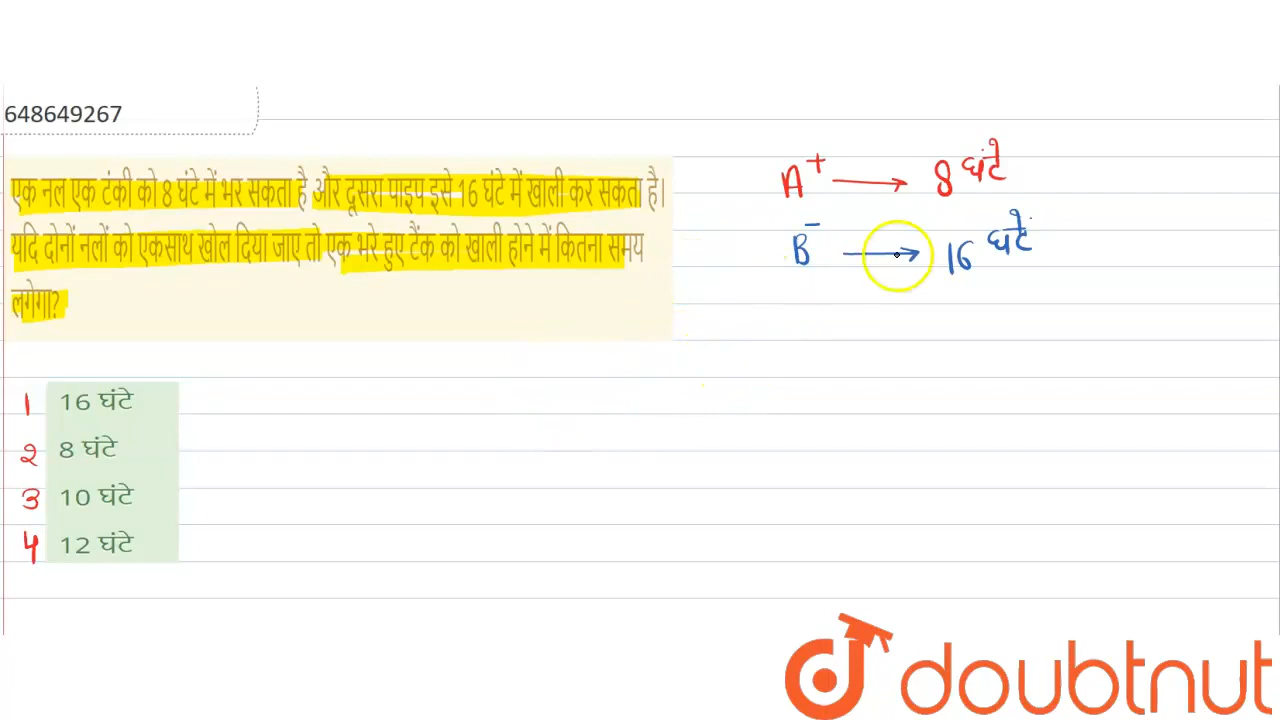 648649267
एक नल एक टंकी को 8 घंटे में भर सकता है और दूसरा पाइप इसे 16 घंटे में खाली कर सकता है।
यदि दोनों नलों को एकसाथ खोल दिया जाए तो एक भरे हुए टैंक को खाली होने में कितना समय
लगेगा?
A+ → 8 घंटे
B− → 16 घंटे
1 16 घंटे
2 8 घंटे
3 10 घंटे
4 12 घंटे
doubtnut